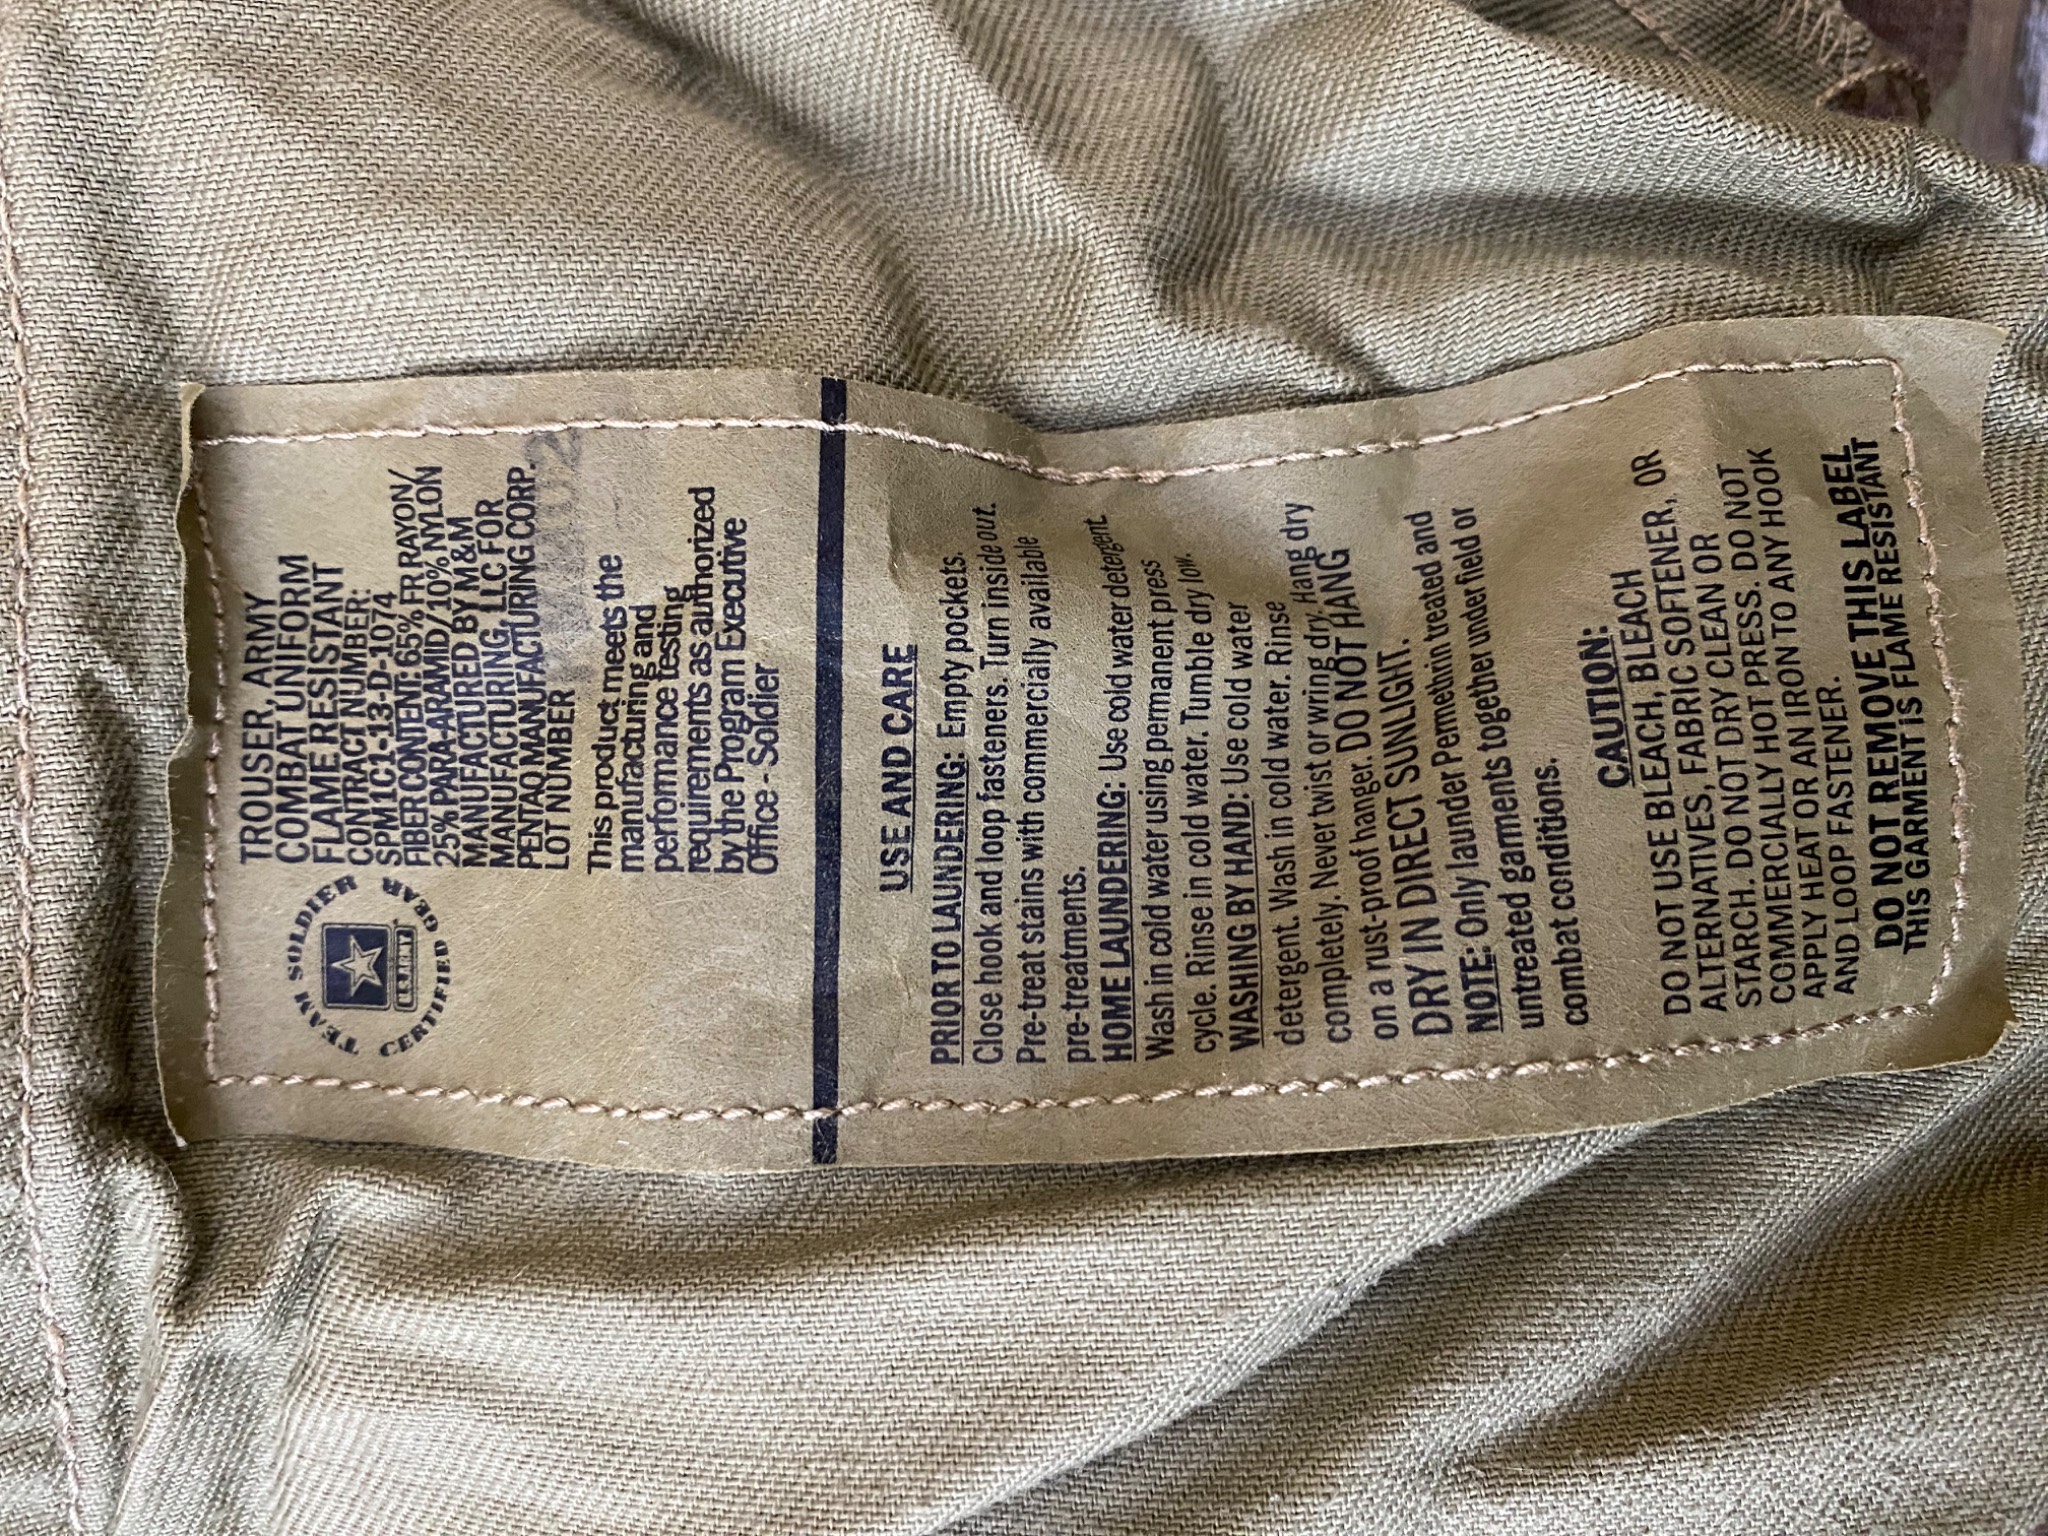 TEAM SOLDIER
CERTIFIED GEAR
U.S. ARMY
TROUSER, ARMY
COMBAT UNIFORM
FLAME RESISTANT
CONTRACT NUMBER:
SPM1C1-13-D-1074
FIBER CONTENT: 65% FR RAYON/
25% PARA-ARAMID/10% NYLON
MANUFACTURED BY M&M
MANUFACTURING, LLC FOR
PENTAQ MANUFACTURING CORP.
LOT NUMBER
This product meets the
manufacturing and
performance testing
requirements as authorized
by the Program Executive
Office - Soldier
USE AND CARE
PRIOR TO LAUNDERING: Empty pockets.
Close hook and loop fasteners. Turn inside out.
Pre-treat stains with commercially available
pre-treatments.
HOME LAUNDERING: Use cold water detergent.
Wash in cold water using permanent press
cycle. Rinse in cold water. Tumble dry low.
WASHING BY HAND: Use cold water
detergent. Wash in cold water. Rinse
completely. Never twist or wring dry. Hang dry
on a rust-proof hanger. DO NOT HANG
DRY IN DIRECT SUNLIGHT.
NOTE: Only launder Permethrin treated and
untreated garments together under field or
combat conditions.
CAUTION:
DO NOT USE BLEACH, BLEACH
ALTERNATIVES, FABRIC SOFTENER, OR
STARCH. DO NOT DRY CLEAN OR
COMMERCIALLY HOT PRESS. DO NOT
APPLY HEAT OR AN IRON TO ANY HOOK
AND LOOP FASTENER.
DO NOT REMOVE THIS LABEL
THIS GARMENT IS FLAME RESISTANT